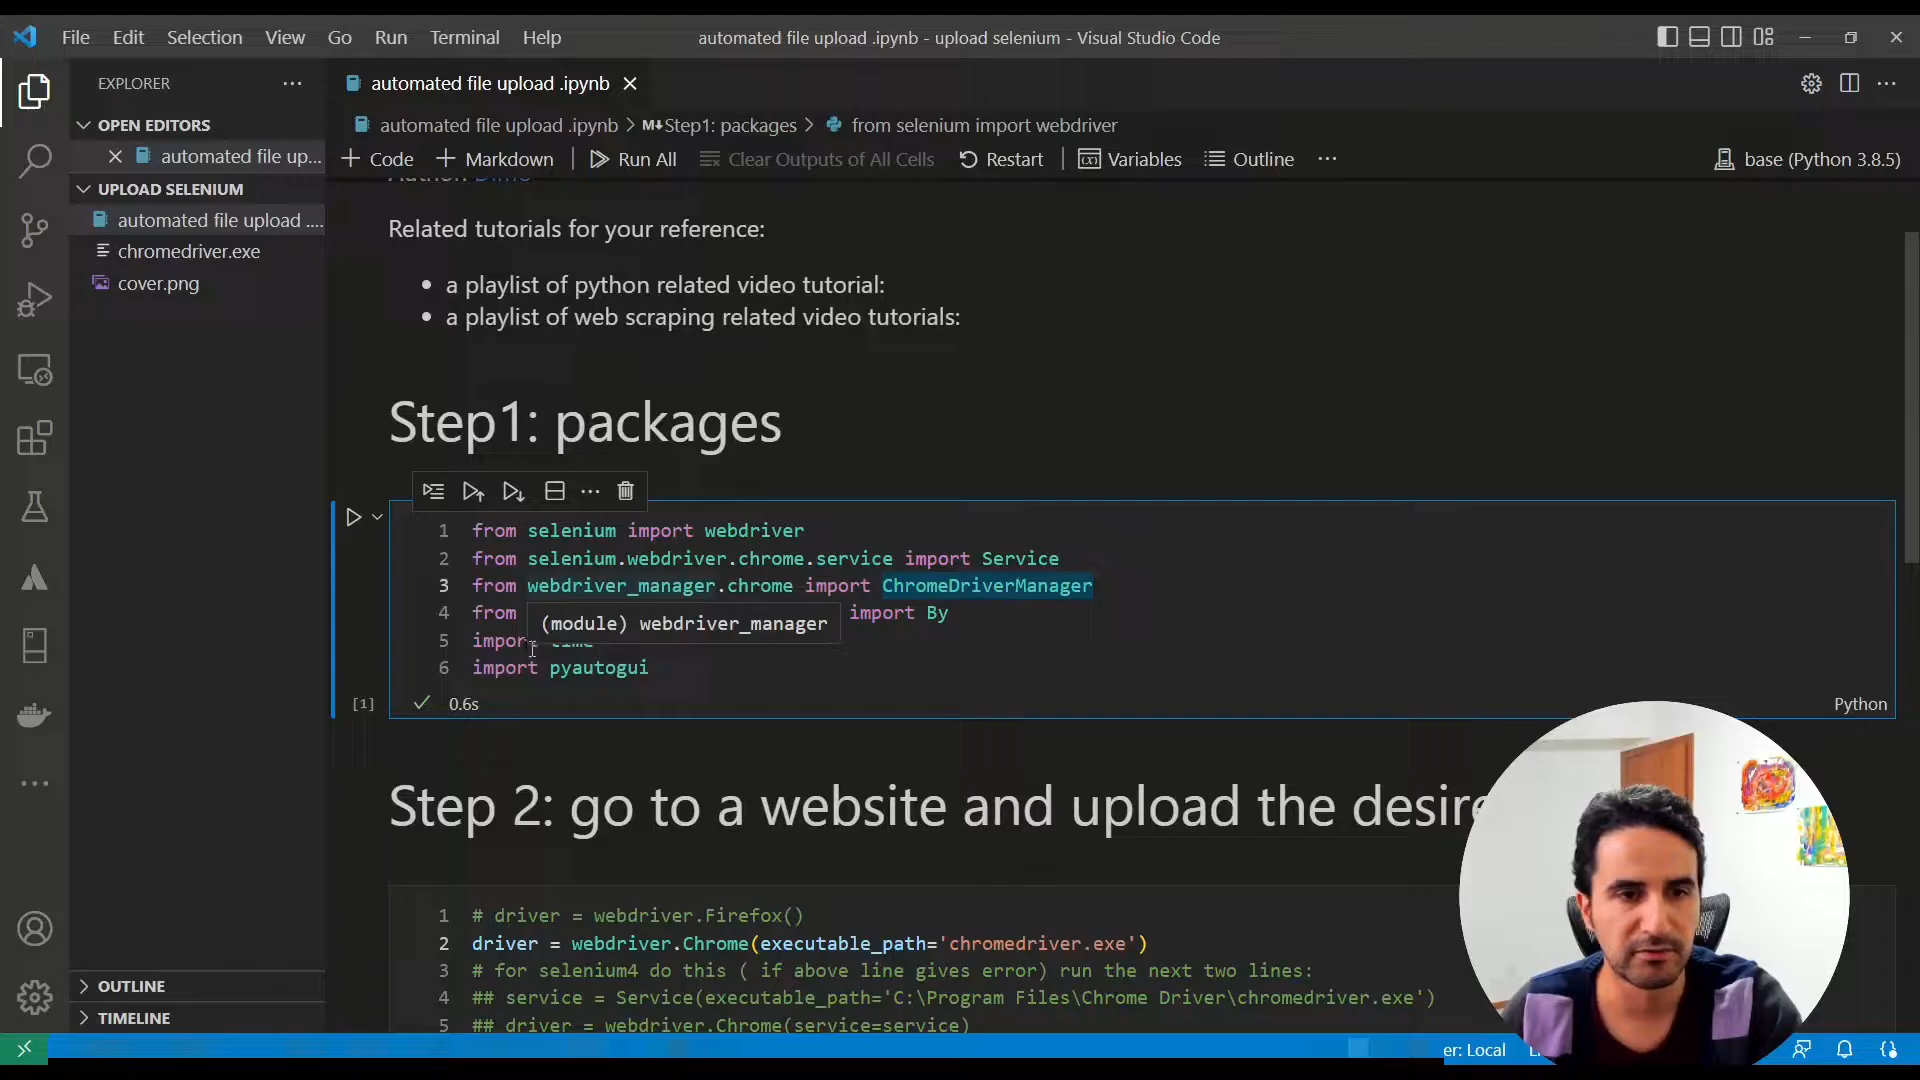 File Edit Selection View Go Run Terminal Help
automated file upload .ipynb - upload selenium - Visual Studio Code
EXPLORER
OPEN EDITORS
automated file up...
UPLOAD SELENIUM
automated file upload ....
chromedriver.exe
cover.png
OUTLINE
TIMELINE
automated file upload .ipynb
automated file upload .ipynb > M↓Step1: packages > from selenium import webdriver
+ Code + Markdown Run All Clear Outputs of All Cells Restart Variables Outline ...
base (Python 3.8.5)
Author: Dimo
Related tutorials for your reference:
• a playlist of python related video tutorial:
• a playlist of web scraping related video tutorials:
Step1: packages
1 from selenium import webdriver
2 from selenium.webdriver.chrome.service import Service
3 from webdriver_manager.chrome import ChromeDriverManager
4 from import By
(module) webdriver_manager
5 import time
6 import pyautogui
[1] ✓ 0.6s
Python
Step 2: go to a website and upload the desire
1 # driver = webdriver.Firefox()
2 driver = webdriver.Chrome(executable_path='chromedriver.exe')
3 # for selenium4 do this ( if above line gives error) run the next two lines:
4 ## service = Service(executable_path='C:\Program Files\Chrome Driver\chromedriver.exe')
5 ## driver = webdriver.Chrome(service=service)
er: Local